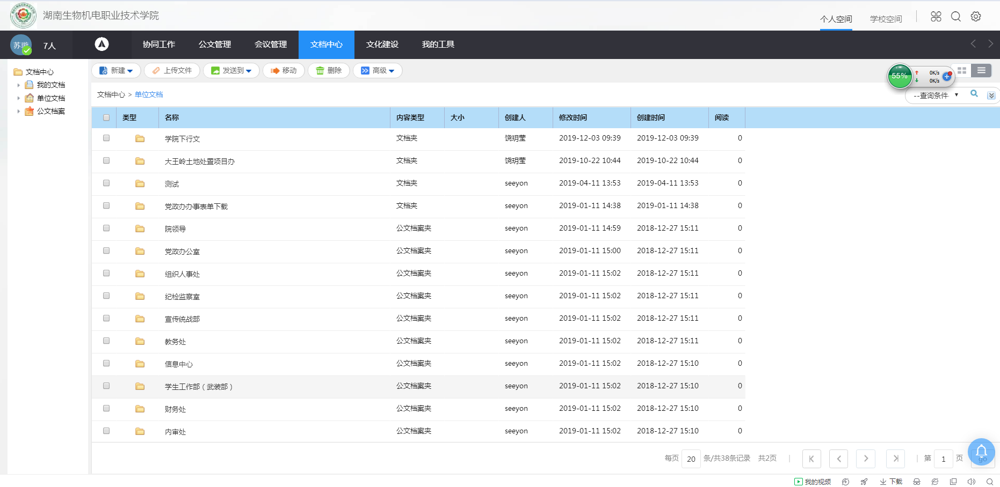 湖南生物机电职业技术学院
个人空间 学校空间
苏璇 7人 协同工作 公文管理 会议管理 文档中心 文化建设 我的工具
文档中心
我的文档
单位文档
公文档案
新建 上传文件 发送到 移动 删除 高级
55% 0K/s
0K/s
文档中心 > 单位文档
--查询条件-
类型 名称 内容类型 大小 创建人 修改时间 创建时间 阅读
学院下行文 文档夹 饶玥莹 2019-12-03 09:39 2019-12-03 09:39 0
大王岭土地处置项目办 文档夹 饶玥莹 2019-10-22 10:44 2019-10-22 10:44 0
测试 文档夹 seeyon 2019-04-11 13:53 2019-04-11 13:53 0
党政办办事表单下载 文档夹 seeyon 2019-01-11 14:38 2019-01-11 14:38 0
院领导 公文档案夹 seeyon 2019-01-11 14:59 2018-12-27 15:11 0
党政办公室 公文档案夹 seeyon 2019-01-11 15:00 2018-12-27 15:11 0
组织人事处 公文档案夹 seeyon 2019-01-11 15:02 2018-12-27 15:11 0
纪检监察室 公文档案夹 seeyon 2019-01-11 15:02 2018-12-27 15:11 0
宣传统战部 公文档案夹 seeyon 2019-01-11 15:02 2018-12-27 15:11 0
教务处 公文档案夹 seeyon 2019-01-11 15:02 2018-12-27 15:11 0
信息中心 公文档案夹 seeyon 2019-01-11 15:02 2018-12-27 15:10 0
学生工作部（武装部） 公文档案夹 seeyon 2019-01-11 15:02 2018-12-27 15:10 0
财务处 公文档案夹 seeyon 2019-01-11 15:02 2018-12-27 15:10 0
内审处 公文档案夹 seeyon 2019-01-11 15:02 2018-12-27 15:10 0
每页 20 条/共38条记录 共2页 | 第 1 页 go
我的视频 下载